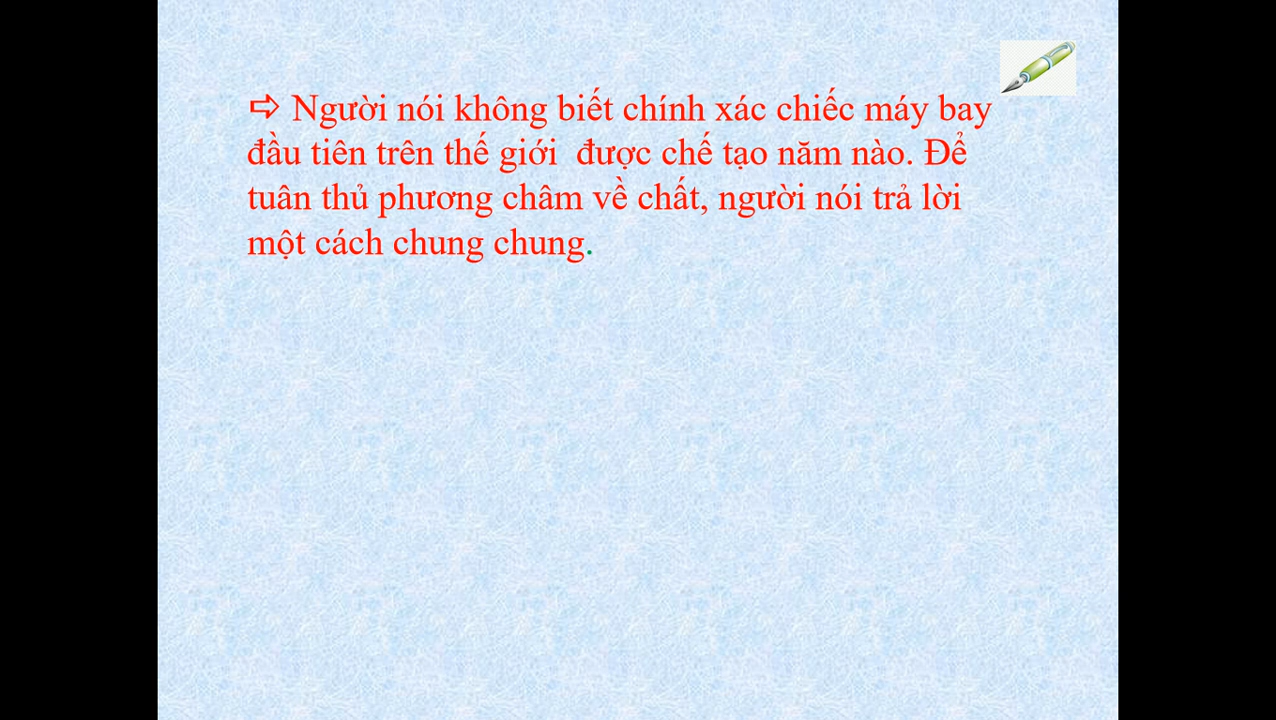 ⇨ Người nói không biết chính xác chiếc máy bay
đầu tiên trên thế giới được chế tạo năm nào. Để
tuân thủ phương châm về chất, người nói trả lời
một cách chung chung.